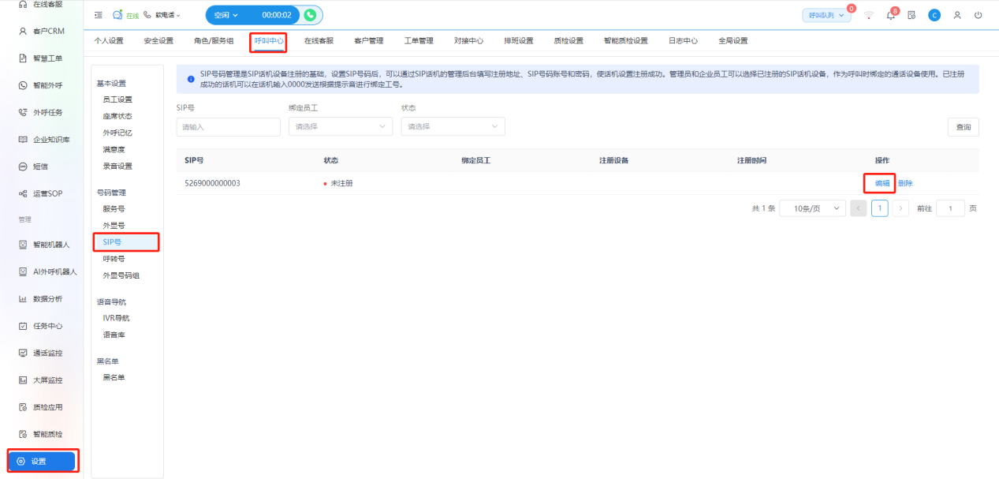 在线客服
客户CRM
智慧工单
智能外呼
外呼任务
企业知识库
短信
运营SOP
管理
智能机器人
AI外呼机器人
数据分析
任务中心
通话监控
大屏监控
质检应用
智能质检
设置
在线 软电话 空闲 00:00:02 呼叫队列 0 8 C
个人设置 安全设置 角色/服务组 呼叫中心 在线客服 客户管理 工单管理 对接中心 排班设置 质检设置 智能质检设置 日志中心 全局设置
基本设置
员工设置
座席状态
外呼记忆
满意度
录音设置
号码管理
服务号
外显号
SIP号
呼转号
外显号码组
语音导航
IVR导航
语音库
黑名单
黑名单
SIP号码管理是SIP话机设备注册的基础，设置SIP号码后，可以通过SIP话机的管理后台填写注册地址、SIP号码账号和密码，使话机设置注册成功。管理员和企业员工可以选择已注册的SIP话机设备，作为呼叫时绑定的通话设备使用。已注册
成功的话机可以在话机输入0000发送根据提示音进行绑定工号。
SIP号 绑定员工 状态
请输入 请选择 请选择 查询
SIP号 状态 绑定员工 注册设备 注册时间 操作
5269000000003 未注册 编辑 删除
共 1 条 10条/页 1 前往 1 页